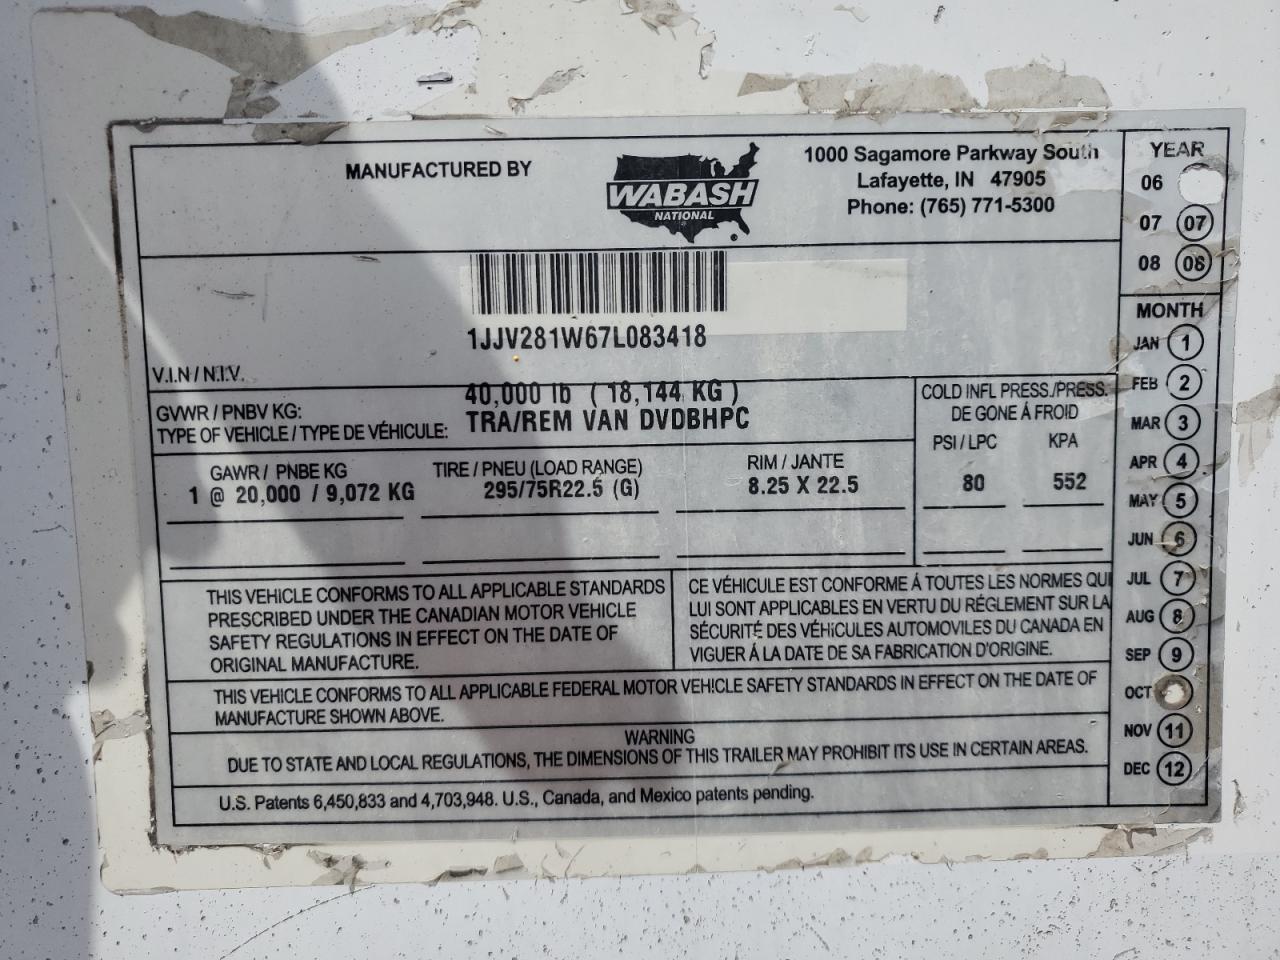 MANUFACTURED BY
WABASH
NATIONAL
1000 Sagamore Parkway South
Lafayette, IN 47905
Phone: (765) 771-5300
1JJV281W67L083418
V.I.N / N.I.V.
GVWR / PNBV KG: 40,000 lb ( 18,144 KG )
TYPE OF VEHICLE / TYPE DE VÉHICULE: TRA/REM VAN DVDBHPC
COLD INFL PRESS./PRESS.
DE GONE Á FROID
PSI / LPC KPA
80 552
GAWR / PNBE KG TIRE / PNEU (LOAD RANGE) RIM / JANTE
1 @ 20,000 / 9,072 KG 295/75R22.5 (G) 8.25 X 22.5
THIS VEHICLE CONFORMS TO ALL APPLICABLE STANDARDS
PRESCRIBED UNDER THE CANADIAN MOTOR VEHICLE
SAFETY REGULATIONS IN EFFECT ON THE DATE OF
ORIGINAL MANUFACTURE.
CE VÉHICULE EST CONFORME Á TOUTES LES NORMES QUI
LUI SONT APPLICABLES EN VERTU DU RÉGLEMENT SUR LA
SÉCURITÉ DES VÉHICULES AUTOMOVILES DU CANADA EN
VIGUER Á LA DATE DE SA FABRICATION D'ORIGINE.
THIS VEHICLE CONFORMS TO ALL APPLICABLE FEDERAL MOTOR VEHICLE SAFETY STANDARDS IN EFFECT ON THE DATE OF
MANUFACTURE SHOWN ABOVE.
WARNING
DUE TO STATE AND LOCAL REGULATIONS, THE DIMENSIONS OF THIS TRAILER MAY PROHIBIT ITS USE IN CERTAIN AREAS.
U.S. Patents 6,450,833 and 4,703,948. U.S., Canada, and Mexico patents pending.
YEAR
06
07 07
08 08
MONTH
JAN 1
FEB 2
MAR 3
APR 4
MAY 5
JUN 6
JUL 7
AUG 8
SEP 9
OCT
NOV 11
DEC 12